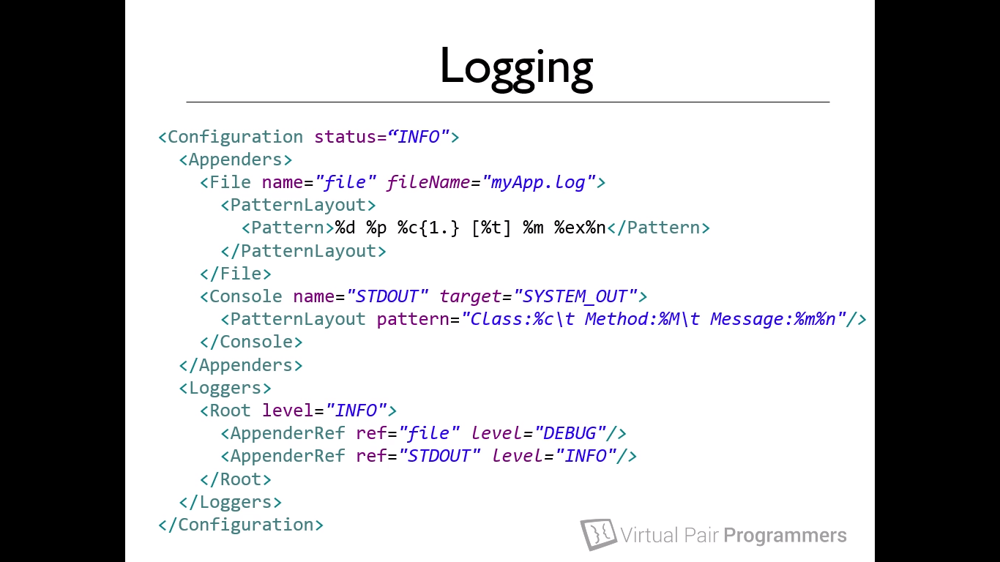 Logging
<Configuration status=“INFO">
<Appenders>
<File name="file" fileName="myApp.log">
<PatternLayout>
<Pattern>%d %p %c{1.} [%t] %m %ex%n</Pattern>
</PatternLayout>
</File>
<Console name="STDOUT" target="SYSTEM_OUT">
<PatternLayout pattern="Class:%c\t Method:%M\t Message:%m%n"/>
</Console>
</Appenders>
<Loggers>
<Root level="INFO">
<AppenderRef ref="file" level="DEBUG"/>
<AppenderRef ref="STDOUT" level="INFO"/>
</Root>
</Loggers>
</Configuration>
Virtual Pair Programmers